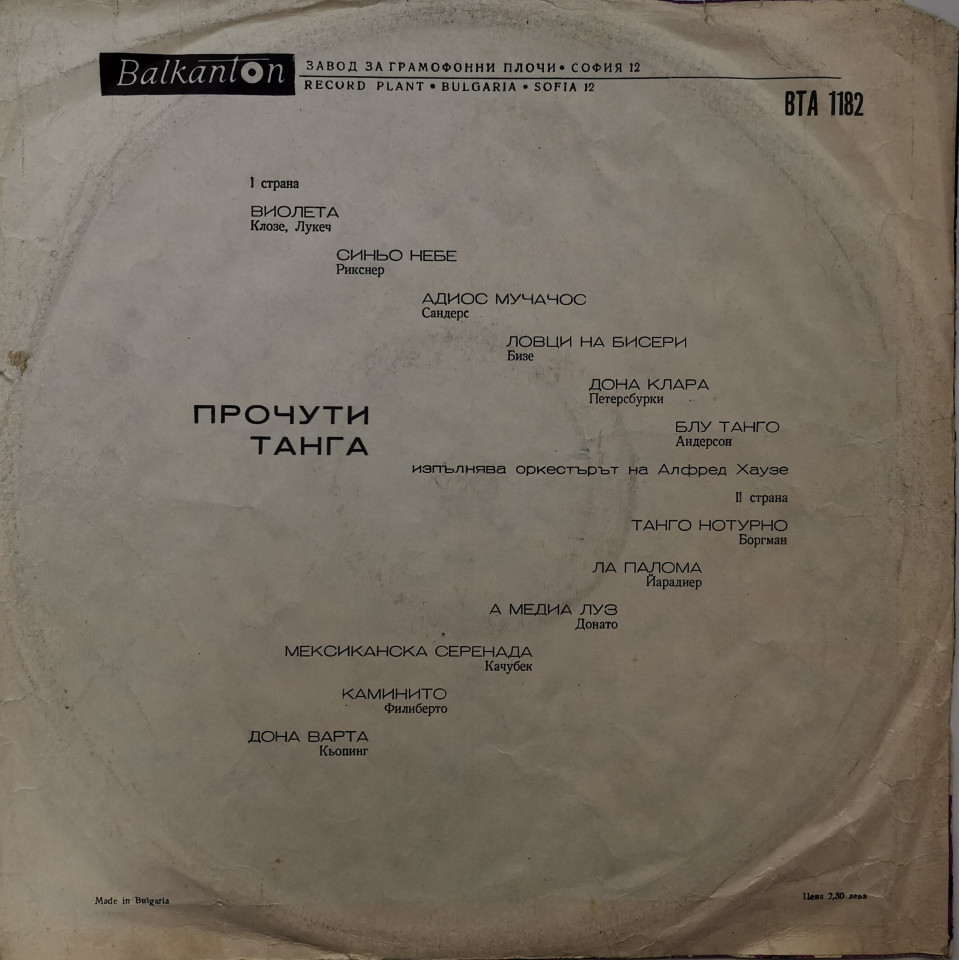 Balkanton
ЗАВОД ЗА ГРАМОФОННИ ПЛОЧИ • СОФИЯ 12
RECORD PLANT • BULGARIA • SOFIA 12
ВТА 1182
I страна
ВИОЛЕТА
Клозе, Лукеч
СИНЬО НЕБЕ
Рикснер
АДИОС МУЧАЧОС
Сандерс
ЛОВЦИ НА БИСЕРИ
Бизе
ДОНА КЛАРА
Петерсбурки
БЛУ ТАНГО
Андерсон
ПРОЧУТИ
ТАНГА
изпълнява оркестърът на Алфред Хаузе
II страна
ТАНГО НОТУРНО
Боргман
ЛА ПАЛОМА
Йарадиер
А МЕДИА ЛУЗ
Донато
МЕКСИКАНСКА СЕРЕНАДА
Качубек
КАМИНИТО
Филиберто
ДОНА ВАРТА
Кьопинг
Made in Bulgaria
Цена 2,30 лева